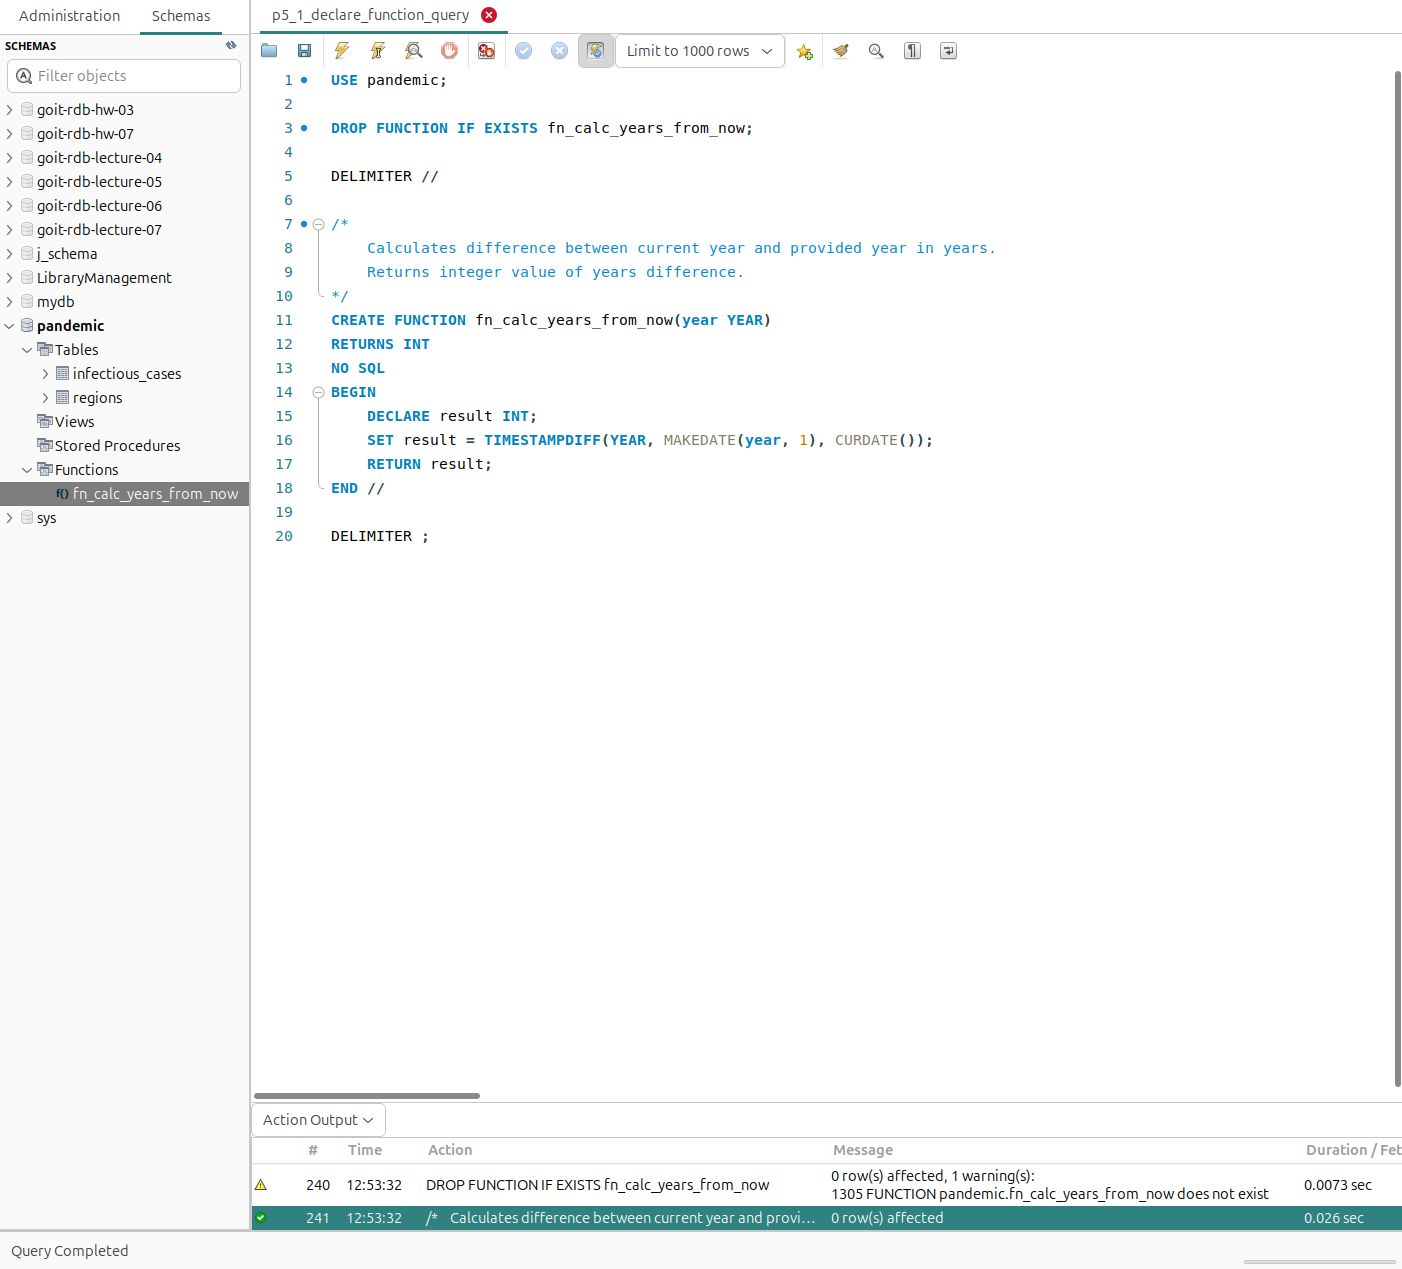 Administration
Schemas
SCHEMAS
Filter objects
goit-rdb-hw-03
goit-rdb-hw-07
goit-rdb-lecture-04
goit-rdb-lecture-05
goit-rdb-lecture-06
goit-rdb-lecture-07
j_schema
LibraryManagement
mydb
pandemic
Tables
infectious_cases
regions
Views
Stored Procedures
Functions
f() fn_calc_years_from_now
sys
p5_1_declare_function_query
Limit to 1000 rows
1 USE pandemic;
2
3 DROP FUNCTION IF EXISTS fn_calc_years_from_now;
4
5 DELIMITER //
6
7 /*
8 Calculates difference between current year and provided year in years.
9 Returns integer value of years difference.
10 */
11 CREATE FUNCTION fn_calc_years_from_now(year YEAR)
12 RETURNS INT
13 NO SQL
14 BEGIN
15 DECLARE result INT;
16 SET result = TIMESTAMPDIFF(YEAR, MAKEDATE(year, 1), CURDATE());
17 RETURN result;
18 END //
19
20 DELIMITER ;
Action Output
# Time Action Message Duration / Fet
240 12:53:32 DROP FUNCTION IF EXISTS fn_calc_years_from_now 0 row(s) affected, 1 warning(s): 0.0073 sec
1305 FUNCTION pandemic.fn_calc_years_from_now does not exist
241 12:53:32 /* Calculates difference between current year and provi... 0 row(s) affected 0.026 sec
Query Completed